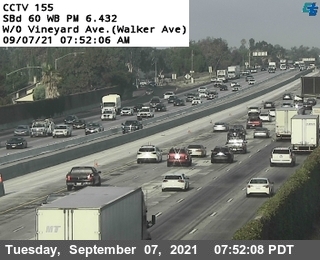 CCTV 155
SBd 60 WB PM 6.432
W/O Vineyard Ave.(Walker Ave)
09/07/21 07:52:06 AM
MT
Tuesday, September 07, 2021 07:52:08 PDT